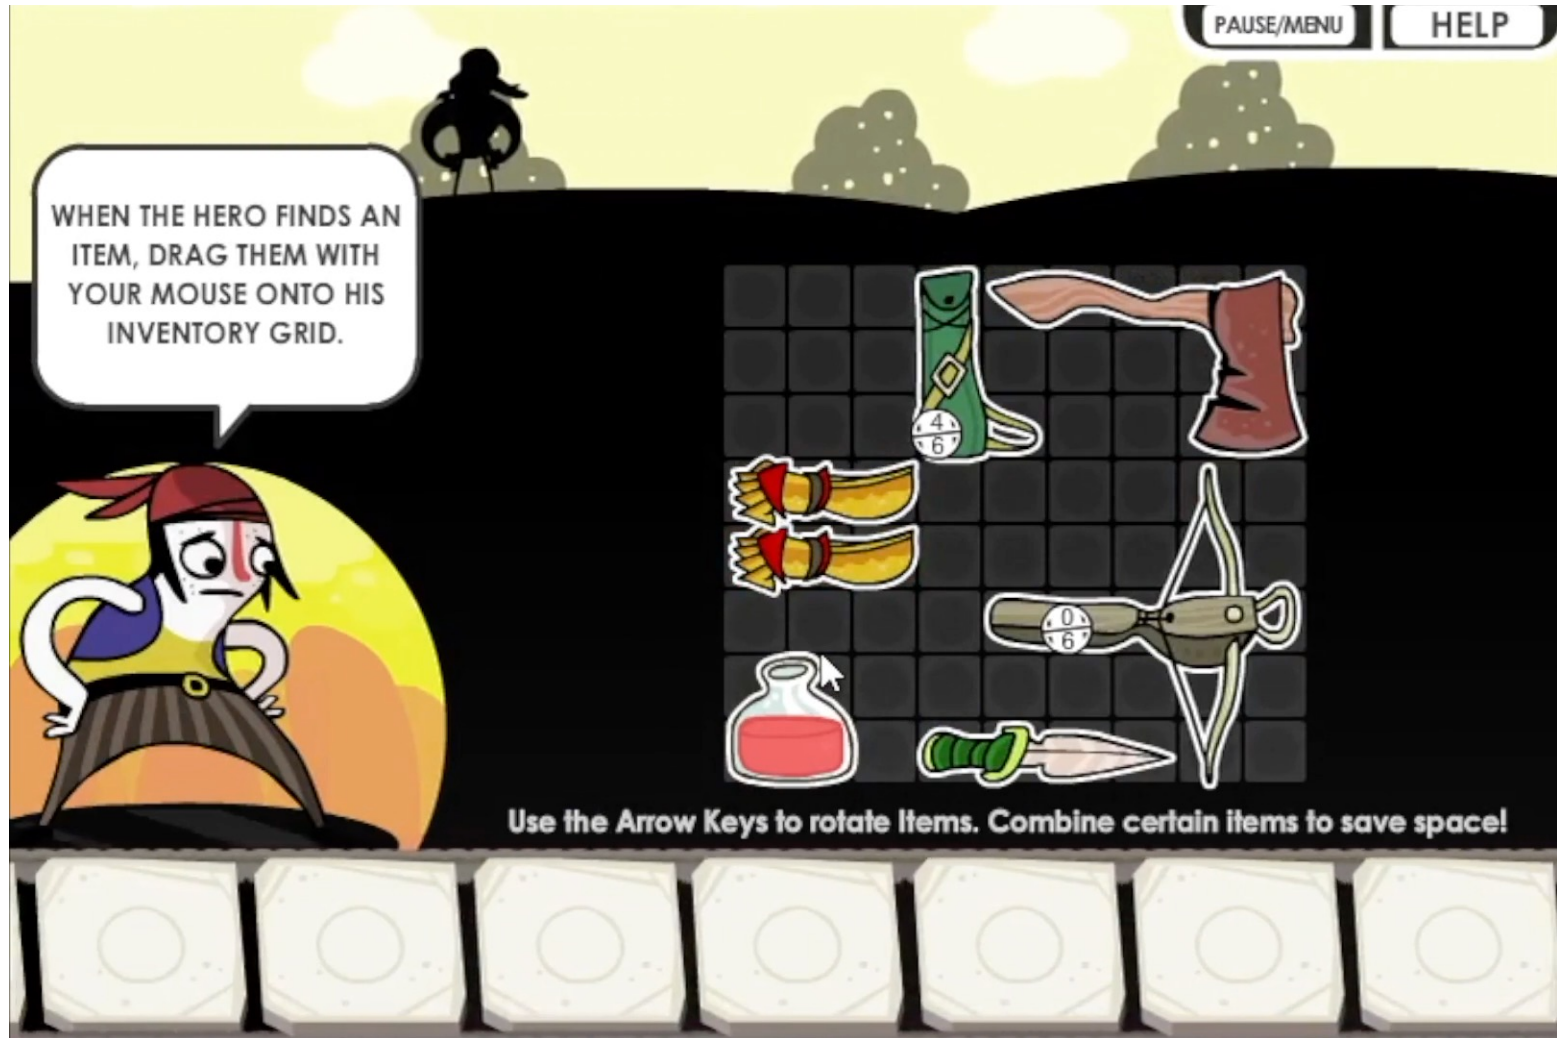 PAUSE/MENU
HELP
WHEN THE HERO FINDS AN
ITEM, DRAG THEM WITH
YOUR MOUSE ONTO HIS
INVENTORY GRID.
4
6
0
6
Use the Arrow Keys to rotate Items. Combine certain items to save space!